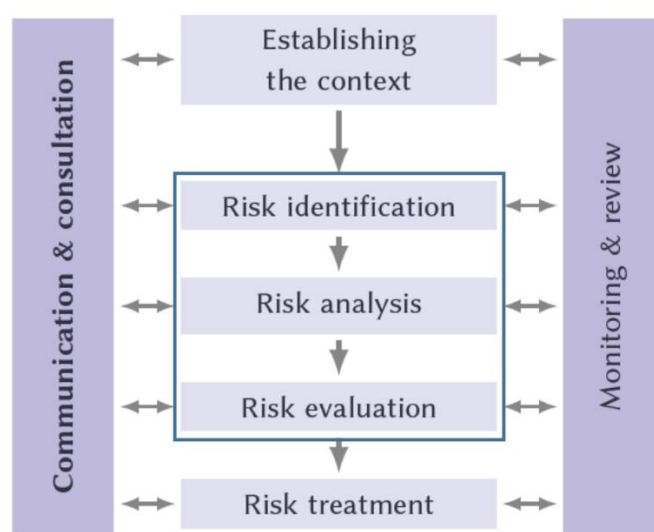 Communication & consultation
Establishing
the context
Risk identification
Risk analysis
Risk evaluation
Risk treatment
Monitoring & review